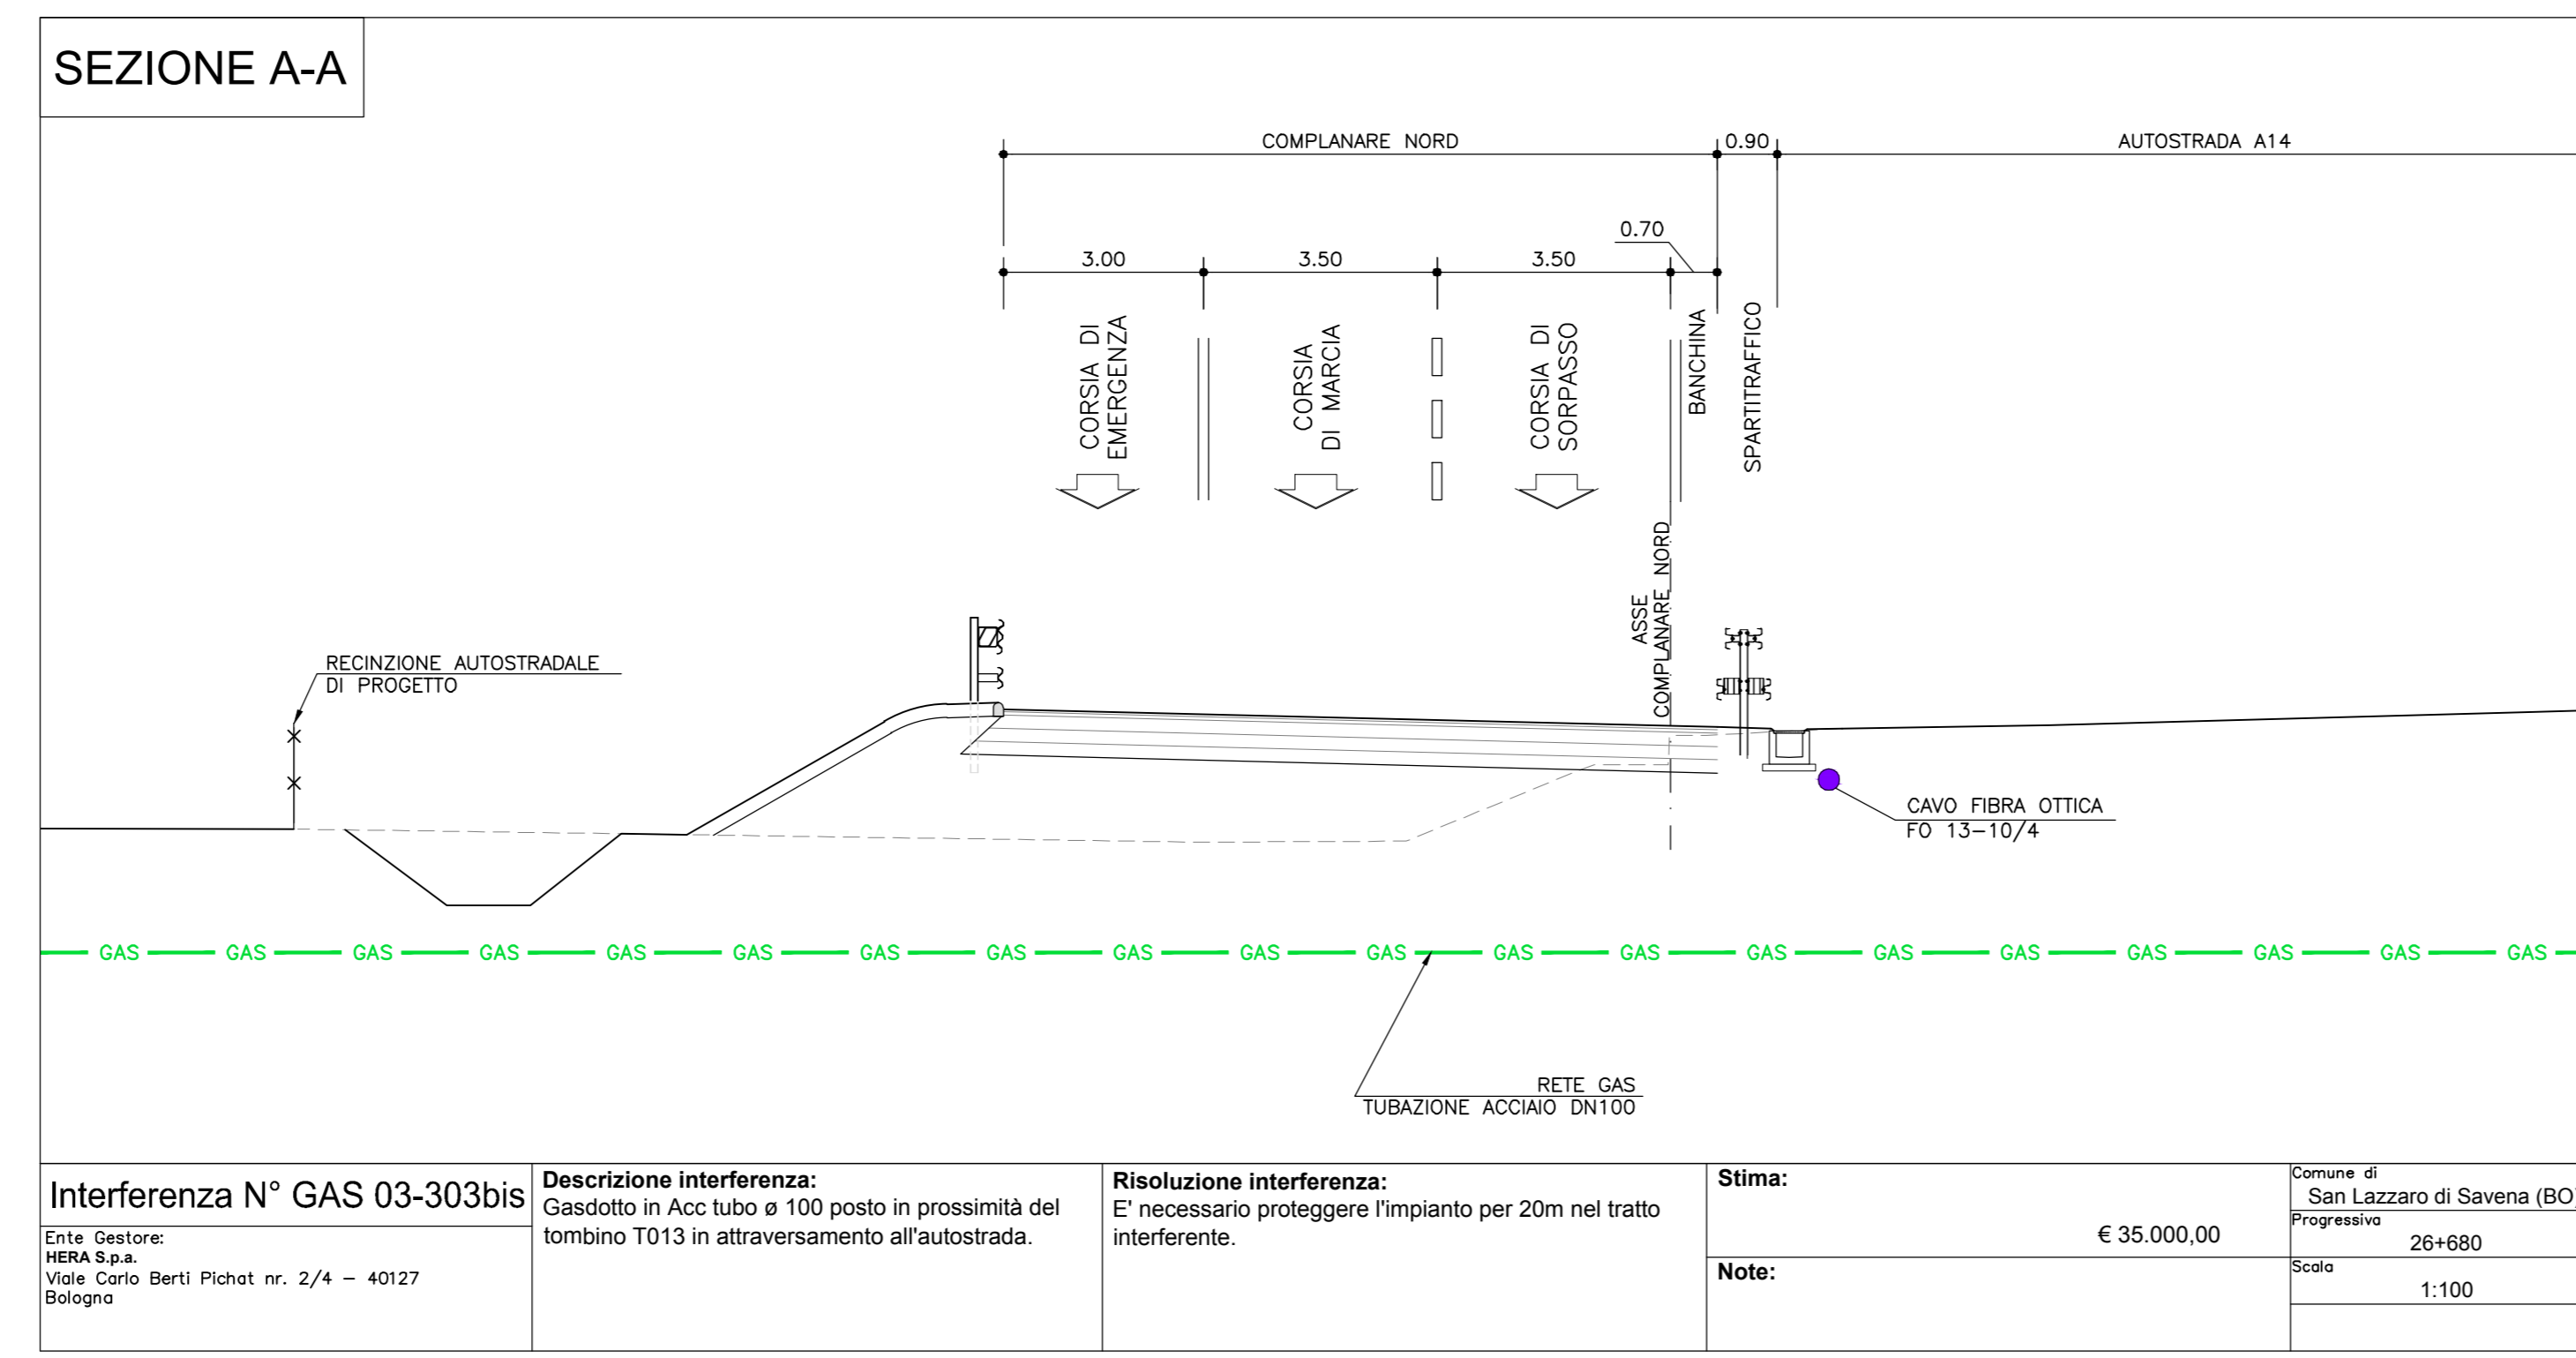 SEZIONE A-A
COMPLANARE NORD
0.90
AUTOSTRADA A14
0.70
3.00
3.50
3.50
CORSIA DI
EMERGENZA
CORSIA
DI MARCIA
CORSIA DI
SORPASSO
BANCHINA
SPARTITRAFFICO
ASSE
COMPLANARE NORD
RECINZIONE AUTOSTRADALE
DI PROGETTO
CAVO FIBRA OTTICA
FO 13-10/4
GAS GAS GAS GAS GAS GAS GAS GAS GAS GAS GAS GAS GAS GAS GAS GAS GAS GAS GAS GAS
RETE GAS
TUBAZIONE ACCIAIO DN100
Interferenza N° GAS 03-303bis
Ente Gestore:
HERA S.p.a.
Viale Carlo Berti Pichat nr. 2/4 - 40127
Bologna
Descrizione interferenza:
Gasdotto in Acc tubo ø 100 posto in prossimità del
tombino T013 in attraversamento all'autostrada.
Risoluzione interferenza:
E' necessario proteggere l'impianto per 20m nel tratto
interferente.
Stima:
€ 35.000,00
Note:
Comune di
San Lazzaro di Savena (BO)
Progressiva
26+680
Scala
1:100